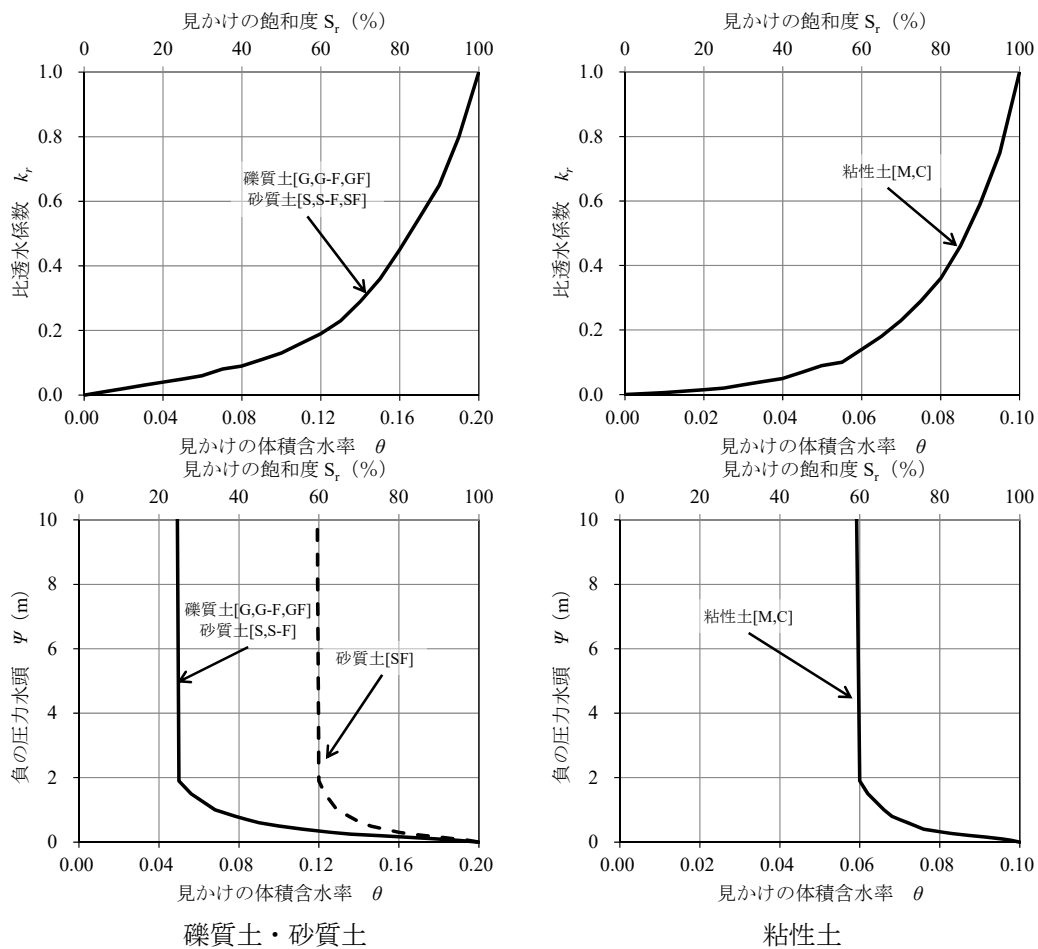 見かけの飽和度 Sr（%）
0 20 40 60 80 100
1.0
0.8
0.6
0.4
0.2
0.0
比透水係数 kr
礫質土[G,G-F,GF]
砂質土[S,S-F,SF]
0.00 0.04 0.08 0.12 0.16 0.20
見かけの体積含水率 θ
見かけの飽和度 Sr（%）
0 20 40 60 80 100
1.0
0.8
0.6
0.4
0.2
0.0
比透水係数 kr
粘性土[M,C]
0.00 0.02 0.04 0.06 0.08 0.10
見かけの体積含水率 θ
見かけの飽和度 Sr（%）
0 20 40 60 80 100
10
8
6
4
2
0
負の圧力水頭 Ψ（m）
礫質土[G,G-F,GF]
砂質土[S,S-F]
砂質土[SF]
0.00 0.04 0.08 0.12 0.16 0.20
見かけの体積含水率 θ
礫質土・砂質土
見かけの飽和度 Sr（%）
0 20 40 60 80 100
10
8
6
4
2
0
負の圧力水頭 Ψ（m）
粘性土[M,C]
0.00 0.02 0.04 0.06 0.08 0.10
見かけの体積含水率 θ
粘性土